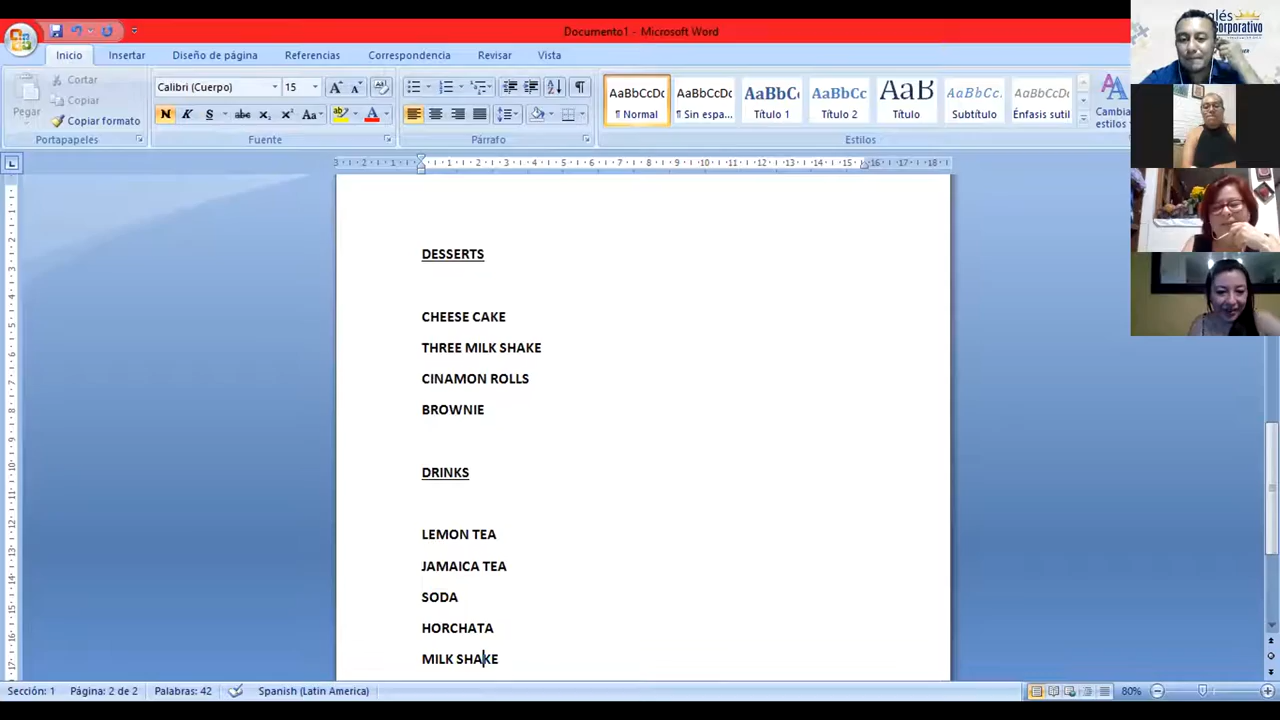 Documento1 - Microsoft Word
Inicio
Insertar
Diseño de página
Referencias
Correspondencia
Revisar
Vista
Pegar
Cortar
Copiar
Copiar formato
Portapapeles
Calibri (Cuerpo)
15
Fuente
Párrafo
AaBbCcDc
¶ Normal
AaBbCcDc
¶ Sin espa...
AaBbC
Título 1
AaBbCc
Título 2
AaB
Título
AaBbCc.
Subtítulo
AaBbCcDc
Énfasis sutil
Cambia
estilos
Estilos
DESSERTS
CHEESE CAKE
THREE MILK SHAKE
CINAMON ROLLS
BROWNIE
DRINKS
LEMON TEA
JAMAICA TEA
SODA
HORCHATA
MILK SHAKE
Sección: 1
Página: 2 de 2
Palabras: 42
Spanish (Latin America)
80%